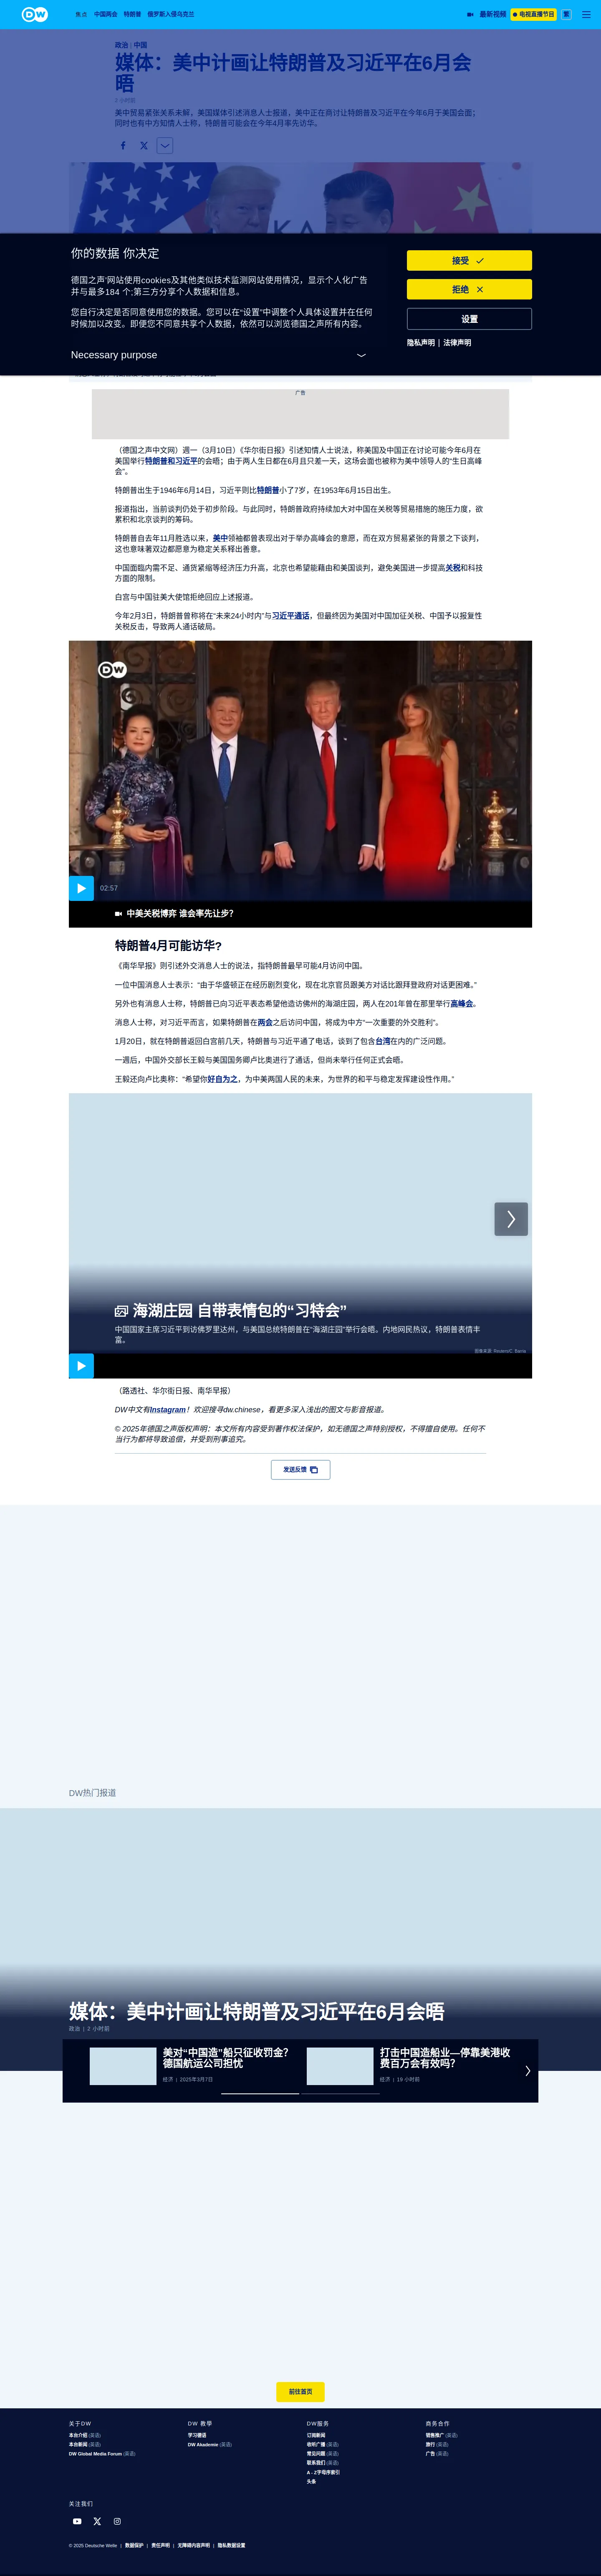 DW
焦点 中国两会 特朗普 俄罗斯入侵乌克兰
最新视频
电视直播节目
繁
政治 | 中国
媒体：美中计画让特朗普及习近平在6月会
晤
2 小时前
美中贸易紧张关系未解，美国媒体引述消息人士报道，美中正在商讨让特朗普及习近平在今年6月于美国会面；
同时也有中方知情人士称，特朗普可能会在今年4月率先访华。
你的数据 你决定
德国之声'网站使用cookies及其他类似技术监测网站使用情况，显示个人化广告
并与最多184 个;第三方分享个人数据和信息。
您自行决定是否同意使用您的数据。您可以在“设置”中调整个人具体设置并在任何
时候加以改变。即便您不同意共享个人数据，依然可以浏览德国之声所有内容。
Necessary purpose
接受
拒绝
设置
隐私声明 | 法律声明
广告
（德国之声中文网）週一（3月10日）《华尔街日报》引述知情人士说法，称美国及中国正在讨论可能今年6月在
美国举行特朗普和习近平的会晤；由于两人生日都在6月且只差一天，这场会面也被称为美中领导人的“生日高峰
会”。
特朗普出生于1946年6月14日，习近平则比特朗普小了7岁，在1953年6月15日出生。
报道指出，当前谈判仍处于初步阶段。与此同时，特朗普政府持续加大对中国在关税等贸易措施的施压力度，欲
累积和北京谈判的筹码。
特朗普自去年11月胜选以来，美中领袖都曾表现出对于举办高峰会的意愿，而在双方贸易紧张的背景之下谈判，
这也意味著双边都愿意为稳定关系释出善意。
中国面临内需不足、通货紧缩等经济压力升高，北京也希望能藉由和美国谈判，避免美国进一步提高关税和科技
方面的限制。
白宫与中国驻美大使馆拒绝回应上述报道。
今年2月3日，特朗普曾称将在“未来24小时内”与习近平通话，但最终因为美国对中国加征关税、中国予以报复性
关税反击，导致两人通话破局。
DW
02:57
中美关税博弈 谁会率先让步?
特朗普4月可能访华?
《南华早报》则引述外交消息人士的说法，指特朗普最早可能4月访问中国。
一位中国消息人士表示：“由于华盛顿正在经历剧烈变化，现在北京官员跟美方对话比跟拜登政府对话更困难。”
另外也有消息人士称，特朗普已向习近平表态希望他造访佛州的海湖庄园，两人在201年曾在那里举行高峰会。
消息人士称，对习近平而言，如果特朗普在两会之后访问中国，将成为中方“一次重要的外交胜利”。
1月20日，就在特朗普返回白宫前几天，特朗普与习近平通了电话，谈到了包含台湾在内的广泛问题。
一週后，中国外交部长王毅与美国国务卿卢比奥进行了通话，但尚未举行任何正式会晤。
王毅还向卢比奥称：“希望你好自为之，为中美两国人民的未来，为世界的和平与稳定发挥建设性作用。”
海湖庄园 自带表情包的“习特会”
中国国家主席习近平到访佛罗里达州，与美国总统特朗普在“海湖庄园”举行会晤。内地网民热议，特朗普表情丰
富。
图像来源: Reuters/C. Barria
（路透社、华尔街日报、南华早报）
DW中文有Instagram！欢迎搜寻dw.chinese，看更多深入浅出的图文与影音报道。
© 2025年德国之声版权声明：本文所有内容受到著作权法保护，如无德国之声特别授权，不得擅自使用。任何不
当行为都将导致追偿，并受到刑事追究。
发送反馈
DW热门报道
媒体：美中计画让特朗普及习近平在6月会晤
政治 | 2 小时前
美对“中国造”船只征收罚金?
德国航运公司担忧
经济 | 2025年3月7日
打击中国造船业—停靠美港收
费百万会有效吗?
经济 | 19 小时前
前往首页
关于DW
本台介绍 (英语)
本台新闻 (英语)
DW Global Media Forum (英语)
DW 教學
学习德语
DW Akademie (英语)
DW服务
订阅新闻
收听广播 (英语)
常见问题 (英语)
联系我们 (英语)
A - Z字母序索引
头条
商务合作
销售推广 (英语)
旅行 (英语)
广告 (英语)
关注我们
© 2025 Deutsche Welle | 数据保护 | 责任声明 | 无障碍内容声明 | 隐私数据设置